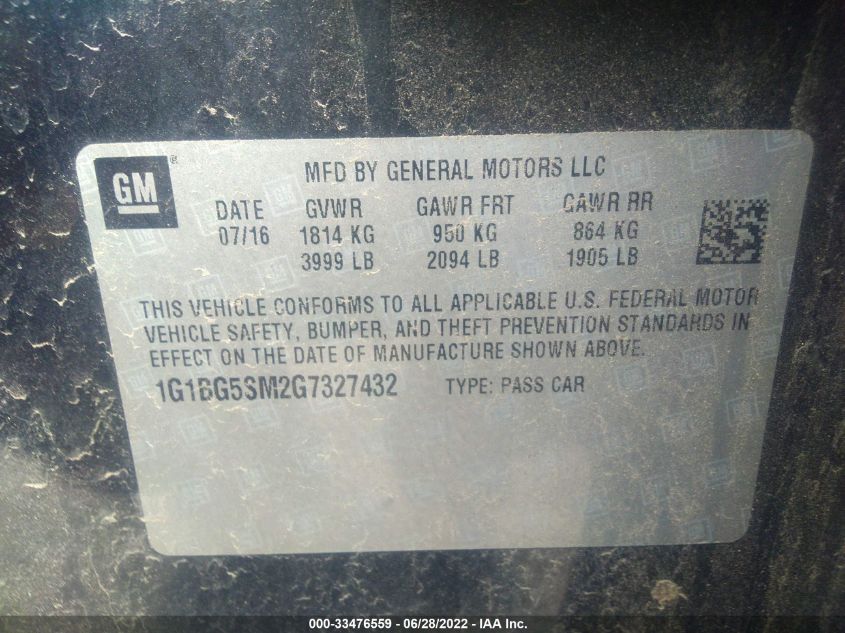 GM®
MFD BY GENERAL MOTORS LLC
DATE GVWR GAWR FRT GAWR RR
07/16 1814 KG 950 KG 864 KG
3999 LB 2094 LB 1905 LB
THIS VEHICLE CONFORMS TO ALL APPLICABLE U.S. FEDERAL MOTOR
VEHICLE SAFETY, BUMPER, AND THEFT PREVENTION STANDARDS IN
EFFECT ON THE DATE OF MANUFACTURE SHOWN ABOVE.
1G1BG5SM2G7327432 TYPE: PASS CAR
000-33476559 - 06/28/2022 - IAA Inc.